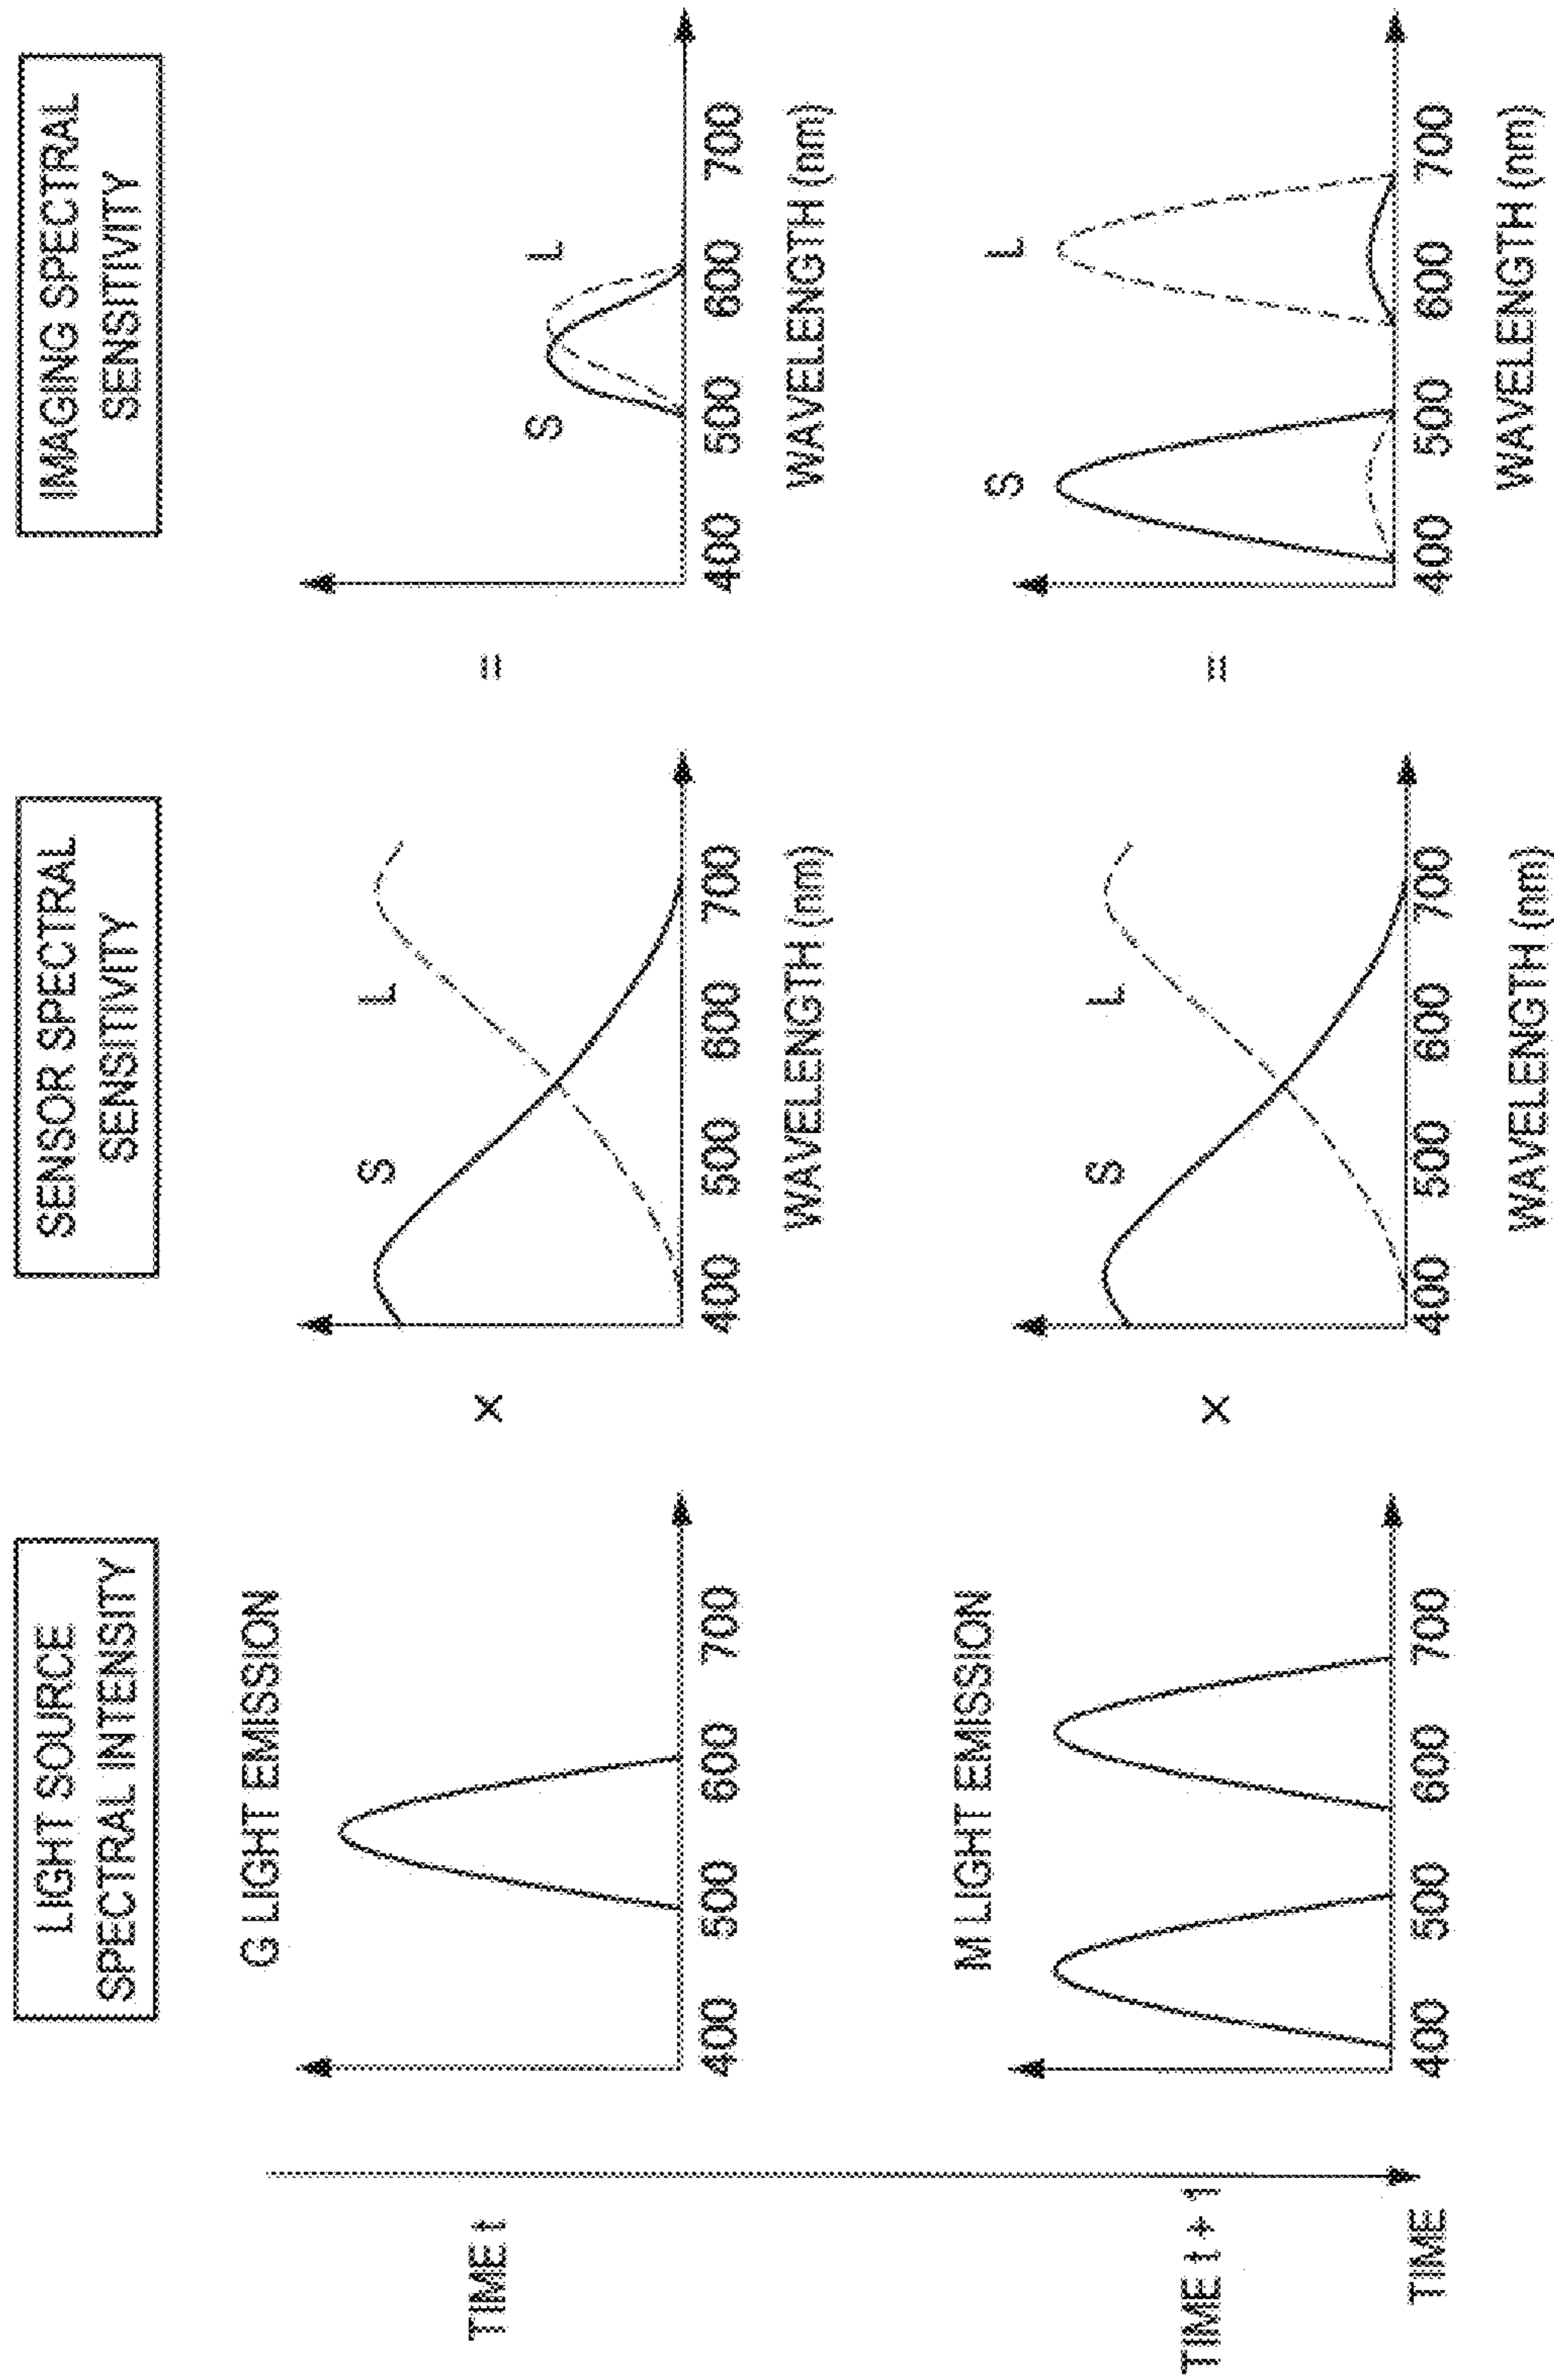 LIGHT SOURCE
SPECTRAL INTENSITY
SENSOR SPECTRAL
SENSITIVITY
IMAGING SPECTRAL
SENSITIVITY
TIME t
G LIGHT EMISSION
400 500 600 700
×
S L
400 500 600 700
WAVELENGTH (nm)
=
S L
400 500 600 700
WAVELENGTH (nm)
TIME t + 1
M LIGHT EMISSION
400 500 600 700
×
S L
400 500 600 700
WAVELENGTH (nm)
=
S L
400 500 600 700
WAVELENGTH (nm)
TIME